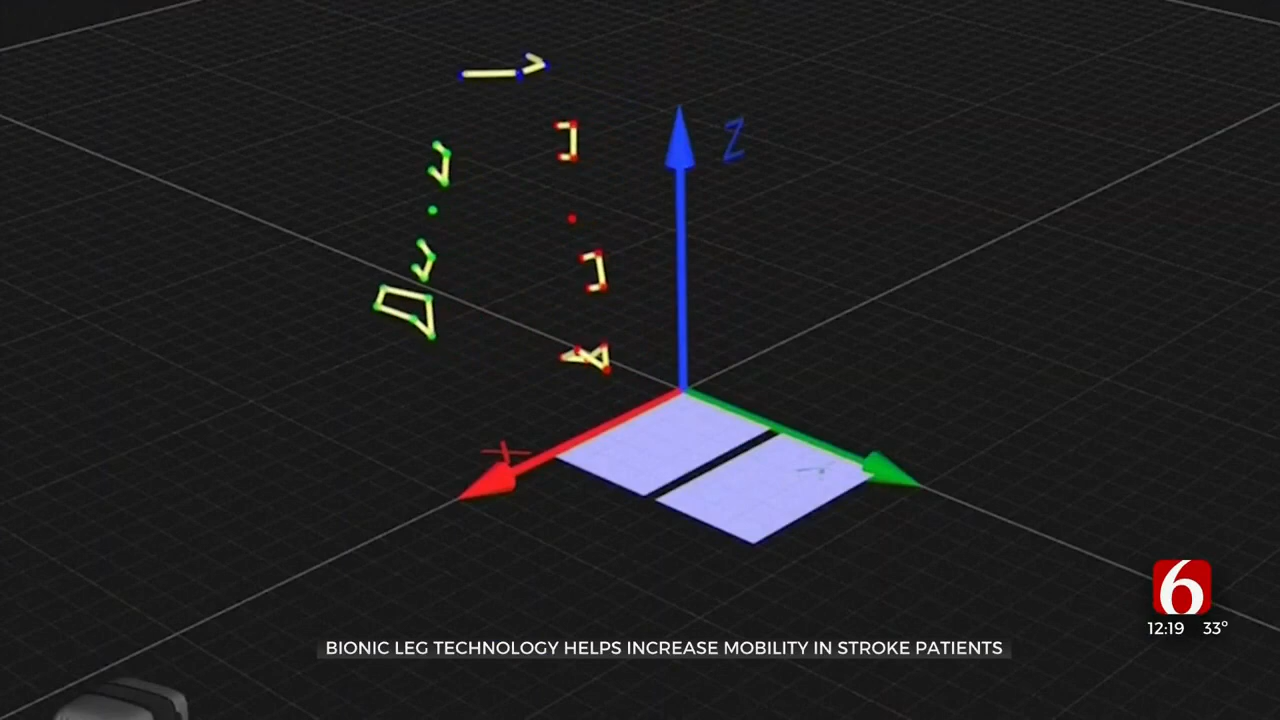 Z
X
6
12:19 33°
BIONIC LEG TECHNOLOGY HELPS INCREASE MOBILITY IN STROKE PATIENTS